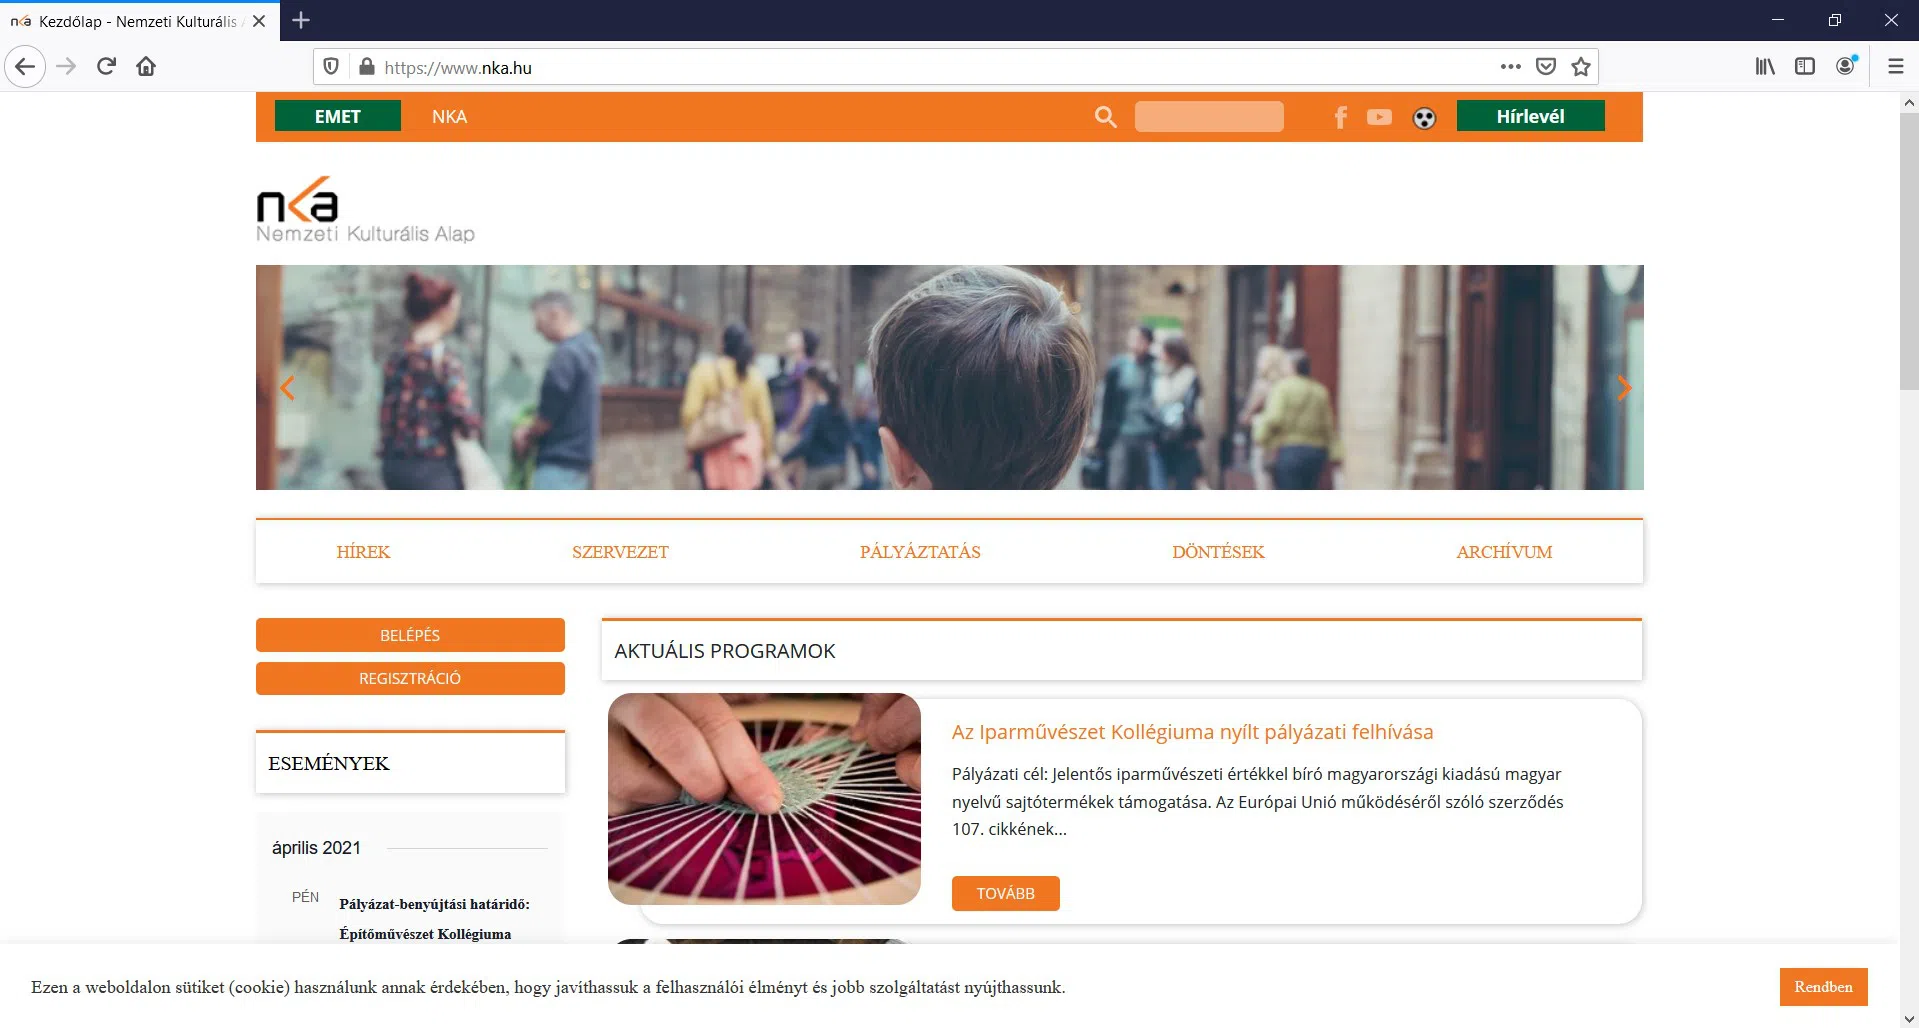 nka Kezdőlap - Nemzeti Kulturális
https://www.nka.hu
EMET
NKA
Hírlevél
nka
Nemzeti Kulturális Alap
HÍREK
SZERVEZET
PÁLYÁZTATÁS
DÖNTÉSEK
ARCHÍVUM
BELÉPÉS
REGISZTRÁCIÓ
ESEMÉNYEK
április 2021
PÉN
Pályázat-benyújtási határidő:
Építőművészet Kollégiuma
AKTUÁLIS PROGRAMOK
Az Iparművészet Kollégiuma nyílt pályázati felhívása
Pályázati cél: Jelentős iparművészeti értékkel bíró magyarországi kiadású magyar
nyelvű sajtótermékek támogatása. Az Európai Unió működéséről szóló szerződés
107. cikkének...
TOVÁBB
Ezen a weboldalon sütiket (cookie) használunk annak érdekében, hogy javíthassuk a felhasználói élményt és jobb szolgáltatást nyújthassunk.
Rendben